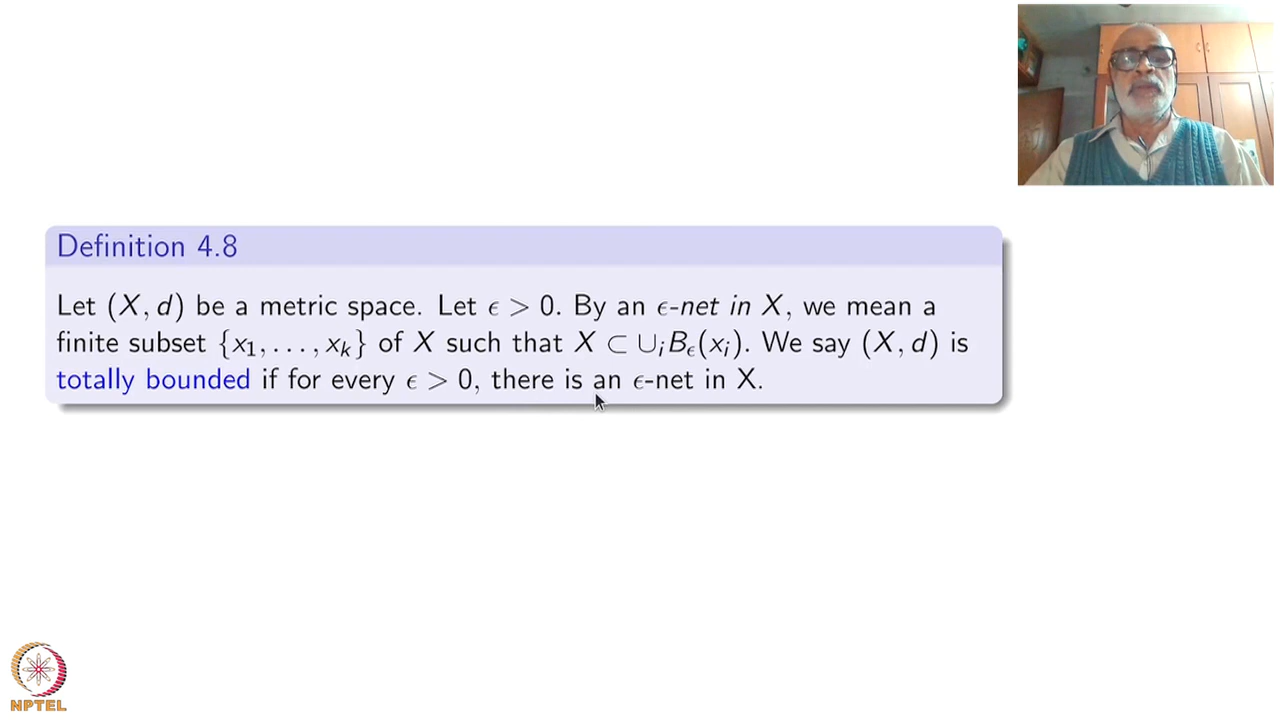 Definition 4.8
Let (X, d) be a metric space. Let ϵ > 0. By an ϵ-net in X, we mean a
finite subset {x₁, . . . , xₖ} of X such that X ⊂ ∪ᵢBϵ(xᵢ). We say (X, d) is
totally bounded if for every ϵ > 0, there is an ϵ-net in X.
NPTEL